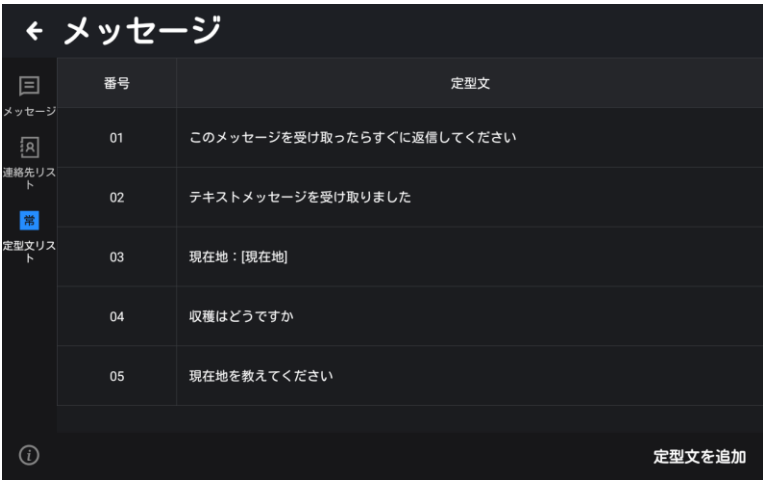 メッセージ
番号
定型文
メッセージ
連絡先リス
ト
常
定型文リス
ト
01
このメッセージを受け取ったらすぐに返信してください
02
テキストメッセージを受け取りました
03
現在地：[現在地]
04
収穫はどうですか
05
現在地を教えてください
定型文を追加